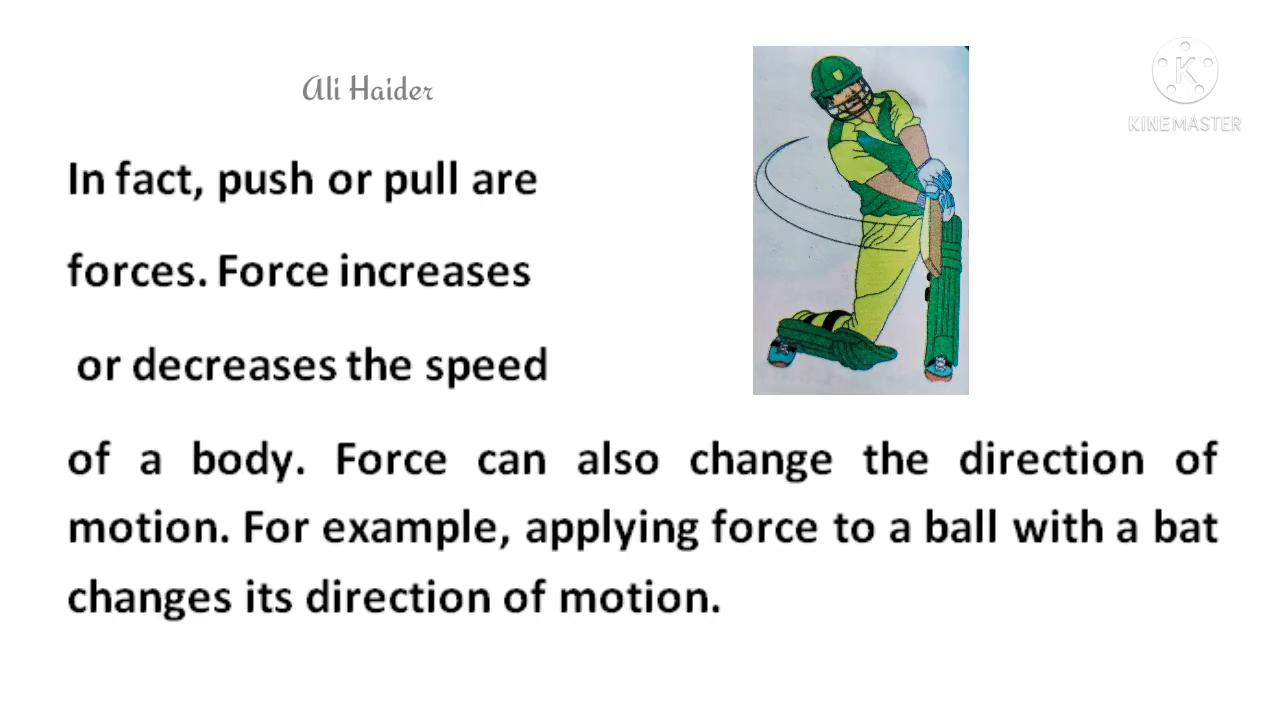 Ali Haider
KINEMASTER
In fact, push or pull are
forces. Force increases
or decreases the speed
of a body. Force can also change the direction of
motion. For example, applying force to a ball with a bat
changes its direction of motion.